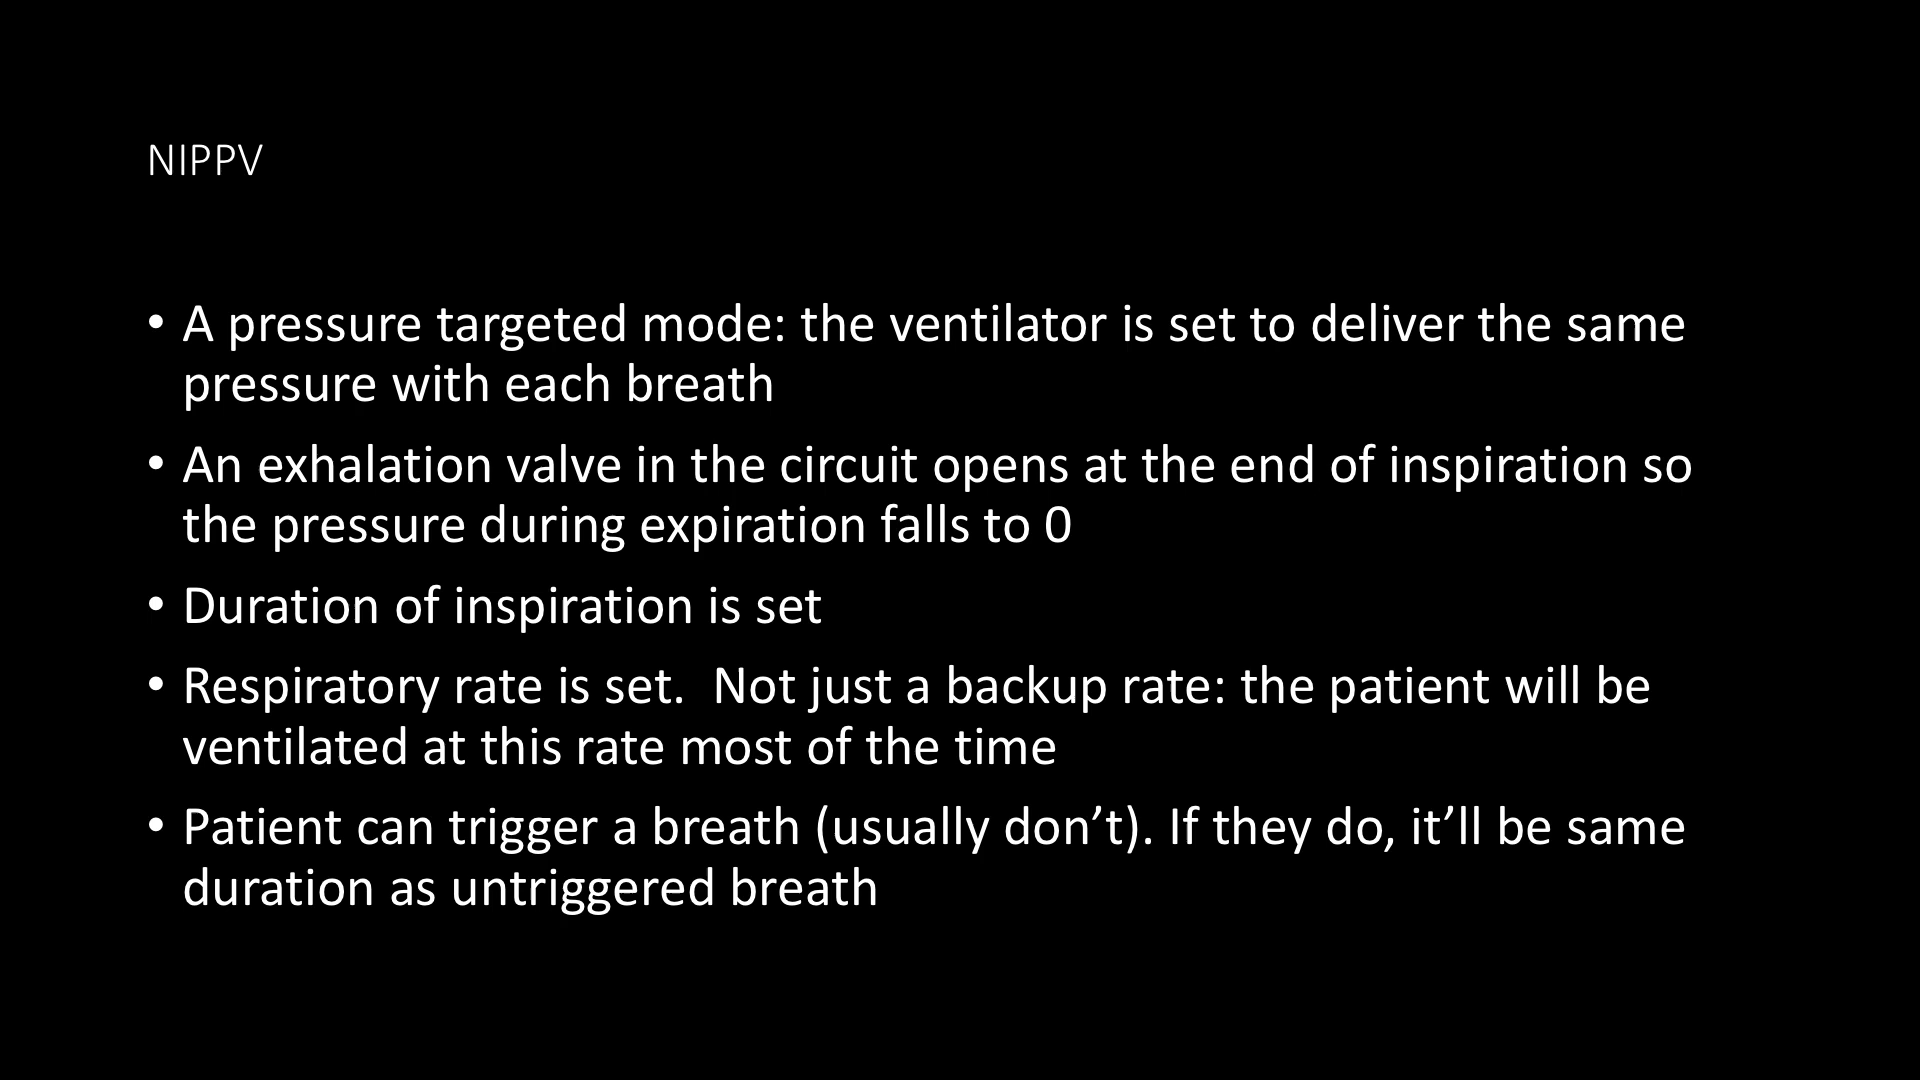 NIPPV
• A pressure targeted mode: the ventilator is set to deliver the same
pressure with each breath
• An exhalation valve in the circuit opens at the end of inspiration so
the pressure during expiration falls to 0
• Duration of inspiration is set
• Respiratory rate is set.  Not just a backup rate: the patient will be
ventilated at this rate most of the time
• Patient can trigger a breath (usually don’t). If they do, it’ll be same
duration as untriggered breath